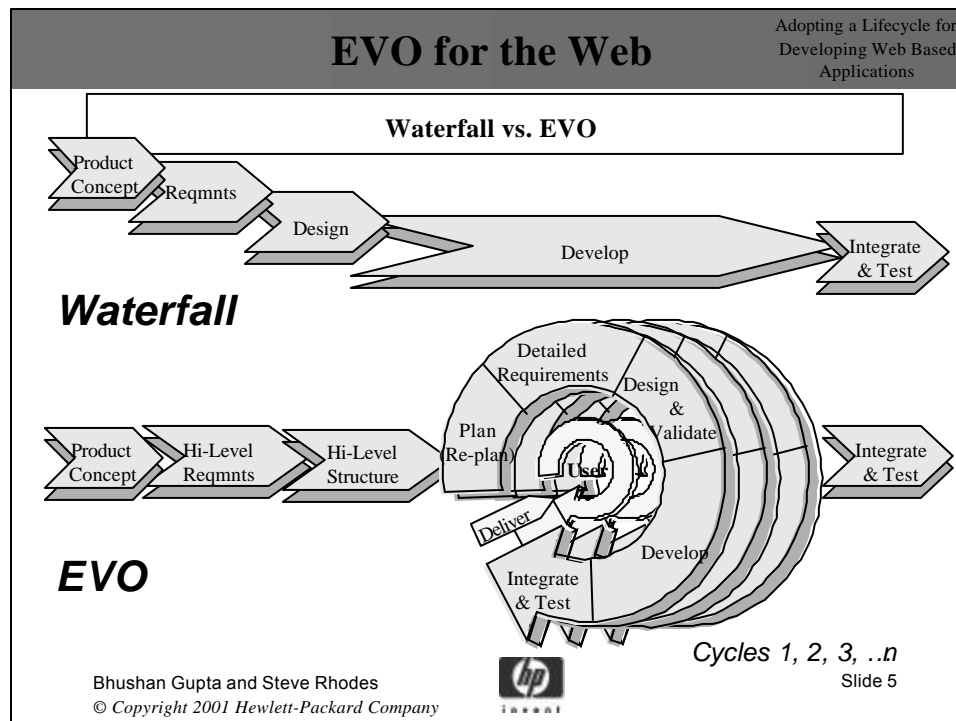 EVO for the Web
Adopting a Lifecycle for
Developing Web Based
Applications
Waterfall vs. EVO
Product
Concept
Reqmnts
Design
Develop
Integrate
& Test
Waterfall
Product
Concept
Hi-Level
Reqmnts
Hi-Level
Structure
Plan
(Re-plan)
Detailed
Requirements
Design
&
Validate
User
Develop
Integrate
& Test
Deliver
Integrate
& Test
EVO
Cycles 1, 2, 3, ..n
Bhushan Gupta and Steve Rhodes
© Copyright 2001 Hewlett-Packard Company
hp
invent
Slide 5